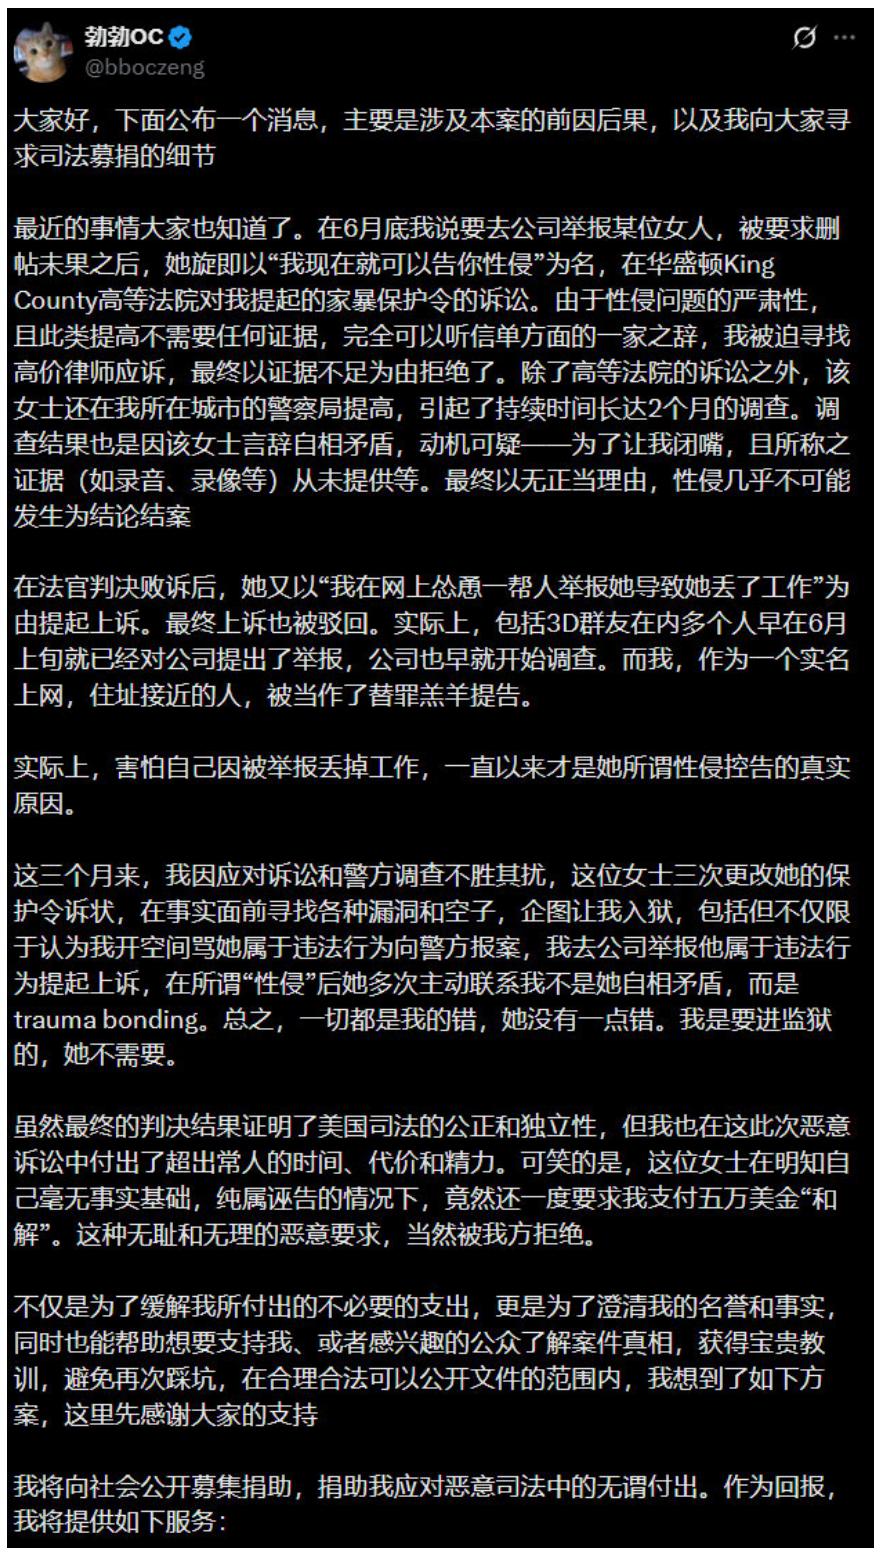 勃勃OC
@bboczeng
大家好，下面公布一个消息，主要是涉及本案的前因后果，以及我向大家寻
求司法募捐的细节
最近的事情大家也知道了。在6月底我说要去公司举报某位女人，被要求删
帖未果之后，她旋即以“我现在就可以告你性侵”为名，在华盛顿King
County高等法院对我提起的家暴保护令的诉讼。由于性侵问题的严肃性，
且此类提高不需要任何证据，完全可以听信单方面的一家之辞，我被迫寻找
高价律师应诉，最终以证据不足为由拒绝了。除了高等法院的诉讼之外，该
女士还在我所在城市的警察局提高，引起了持续时间长达2个月的调查。调
查结果也是因该女士言辞自相矛盾，动机可疑——为了让我闭嘴，且所称之
证据（如录音、录像等）从未提供等。最终以无正当理由，性侵几乎不可能
发生为结论结案
在法官判决败诉后，她又以“我在网上怂恿一帮人举报她导致她丢了工作”为
由提起上诉。最终上诉也被驳回。实际上，包括3D群友在内多个人早在6月
上旬就已经对公司提出了举报，公司也早就开始调查。而我，作为一个实名
上网，住址接近的人，被当作了替罪羔羊提告。
实际上，害怕自己因被举报丢掉工作，一直以来才是她所谓性侵控告的真实
原因。
这三个月来，我因应对诉讼和警方调查不胜其扰，这位女士三次更改她的保
护令诉状，在事实面前寻找各种漏洞和空子，企图让我入狱，包括但不仅限
于认为我开空间骂她属于违法行为向警方报案，我去公司举报他属于违法行
为提起上诉，在所谓“性侵”后她多次主动联系我不是她自相矛盾，而是
trauma bonding。总之，一切都是我的错，她没有一点错。我是要进监狱
的，她不需要。
虽然最终的判决结果证明了美国司法的公正和独立性，但我也在这此次恶意
诉讼中付出了超出常人的时间、代价和精力。可笑的是，这位女士在明知自
己毫无事实基础，纯属诬告的情况下，竟然还一度要求我支付五万美金“和
解”。这种无耻和无理的恶意要求，当然被我方拒绝。
不仅是为了缓解我所付出的不必要的支出，更是为了澄清我的名誉和事实，
同时也能帮助想要支持我、或者感兴趣的公众了解案件真相，获得宝贵教
训，避免再次踩坑，在合理合法可以公开文件的范围内，我想到了如下方
案，这里先感谢大家的支持
我将向社会公开募集捐助，捐助我应对恶意司法中的无谓付出。作为回报，
我将提供如下服务：